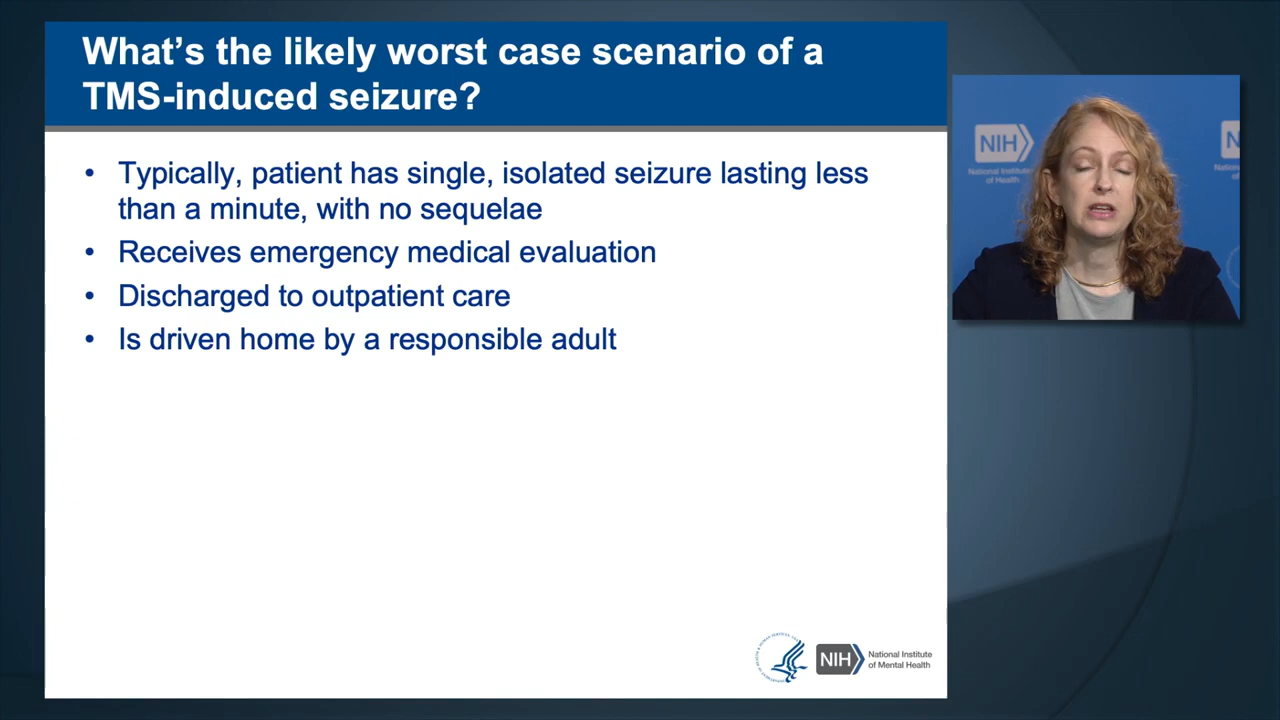 What's the likely worst case scenario of a
TMS-induced seizure?
• Typically, patient has single, isolated seizure lasting less
than a minute, with no sequelae
• Receives emergency medical evaluation
• Discharged to outpatient care
• Is driven home by a responsible adult
NIH
National Institute
of Mental Health
NIH
National Institute
of Health